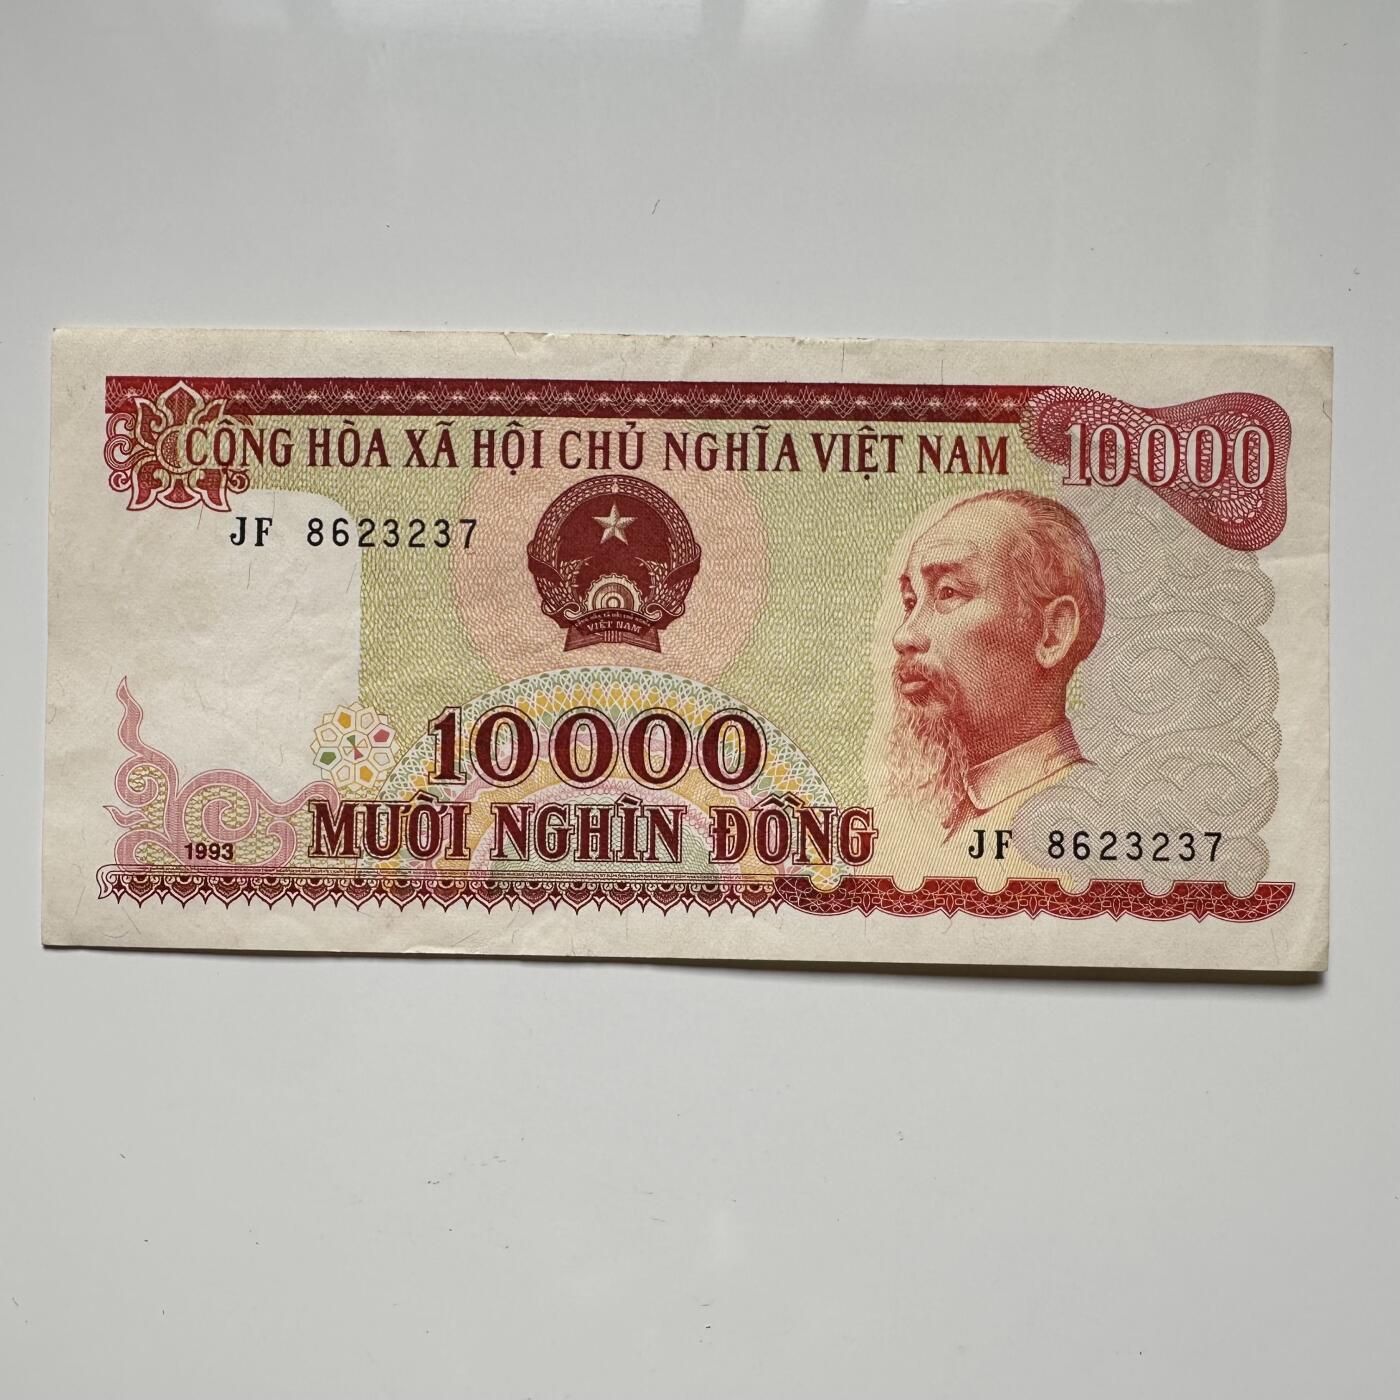 CỘNG HÒA XÃ HỘI CHỦ NGHĨA VIỆT NAM
10000
JF 8623237
VIỆT NAM
10000
MƯỜI NGHÌN ĐỒNG
1993
JF 8623237